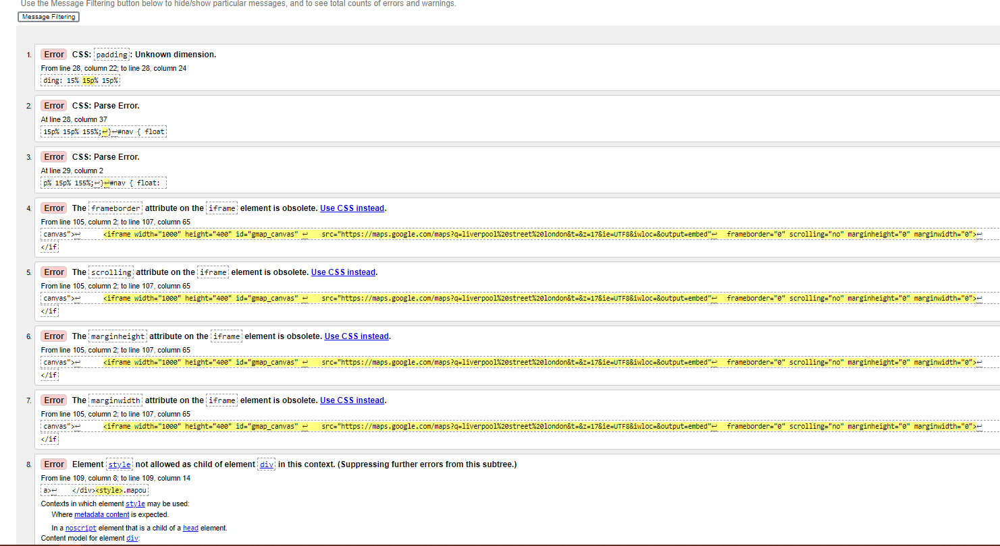 Use the Message Filtering button below to hide/show particular messages, and to see total counts of errors and warnings.
Message Filtering
1. Error CSS: padding: Unknown dimension.
From line 28, column 22; to line 28, column 24
ding: 15% 15p% 15p%
2. Error CSS: Parse Error.
At line 28, column 37
15p% 15p% 155%;↩}↩#nav { float
3. Error CSS: Parse Error.
At line 29, column 2
p% 15p% 155%;↩}↩#nav { float:
4. Error The frameborder attribute on the iframe element is obsolete. Use CSS instead.
From line 105, column 2; to line 107, column 65
canvas">↩ <iframe width="1000" height="400" id="gmap_canvas" ↩ src="https://maps.google.com/maps?q=liverpool%20street%20london&t=&z=17&ie=UTF8&iwloc=&output=embed"↩ frameborder="0" scrolling="no" marginheight="0" marginwidth="0">↩
</if
5. Error The scrolling attribute on the iframe element is obsolete. Use CSS instead.
From line 105, column 2; to line 107, column 65
canvas">↩ <iframe width="1000" height="400" id="gmap_canvas" ↩ src="https://maps.google.com/maps?q=liverpool%20street%20london&t=&z=17&ie=UTF8&iwloc=&output=embed"↩ frameborder="0" scrolling="no" marginheight="0" marginwidth="0">↩
</if
6. Error The marginheight attribute on the iframe element is obsolete. Use CSS instead.
From line 105, column 2; to line 107, column 65
canvas">↩ <iframe width="1000" height="400" id="gmap_canvas" ↩ src="https://maps.google.com/maps?q=liverpool%20street%20london&t=&z=17&ie=UTF8&iwloc=&output=embed"↩ frameborder="0" scrolling="no" marginheight="0" marginwidth="0">↩
</if
7. Error The marginwidth attribute on the iframe element is obsolete. Use CSS instead.
From line 105, column 2; to line 107, column 65
canvas">↩ <iframe width="1000" height="400" id="gmap_canvas" ↩ src="https://maps.google.com/maps?q=liverpool%20street%20london&t=&z=17&ie=UTF8&iwloc=&output=embed"↩ frameborder="0" scrolling="no" marginheight="0" marginwidth="0">↩
</if
8. Error Element style not allowed as child of element div in this context. (Suppressing further errors from this subtree.)
From line 109, column 8; to line 109, column 14
a>↩ </div><style>.mapou
Contexts in which element style may be used:
Where metadata content is expected.
In a noscript element that is a child of a head element.
Content model for element div: